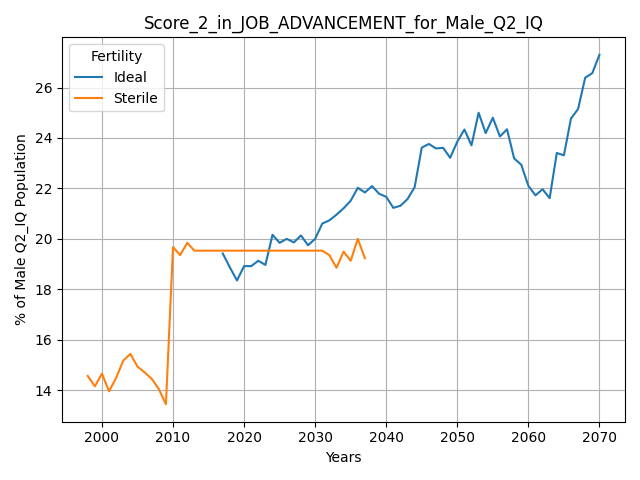 Score_2_in_JOB_ADVANCEMENT_for_Male_Q2_IQ
Fertility
Ideal
Sterile
% of Male Q2_IQ Population
26
24
22
20
18
16
14
2000 2010 2020 2030 2040 2050 2060 2070
Years